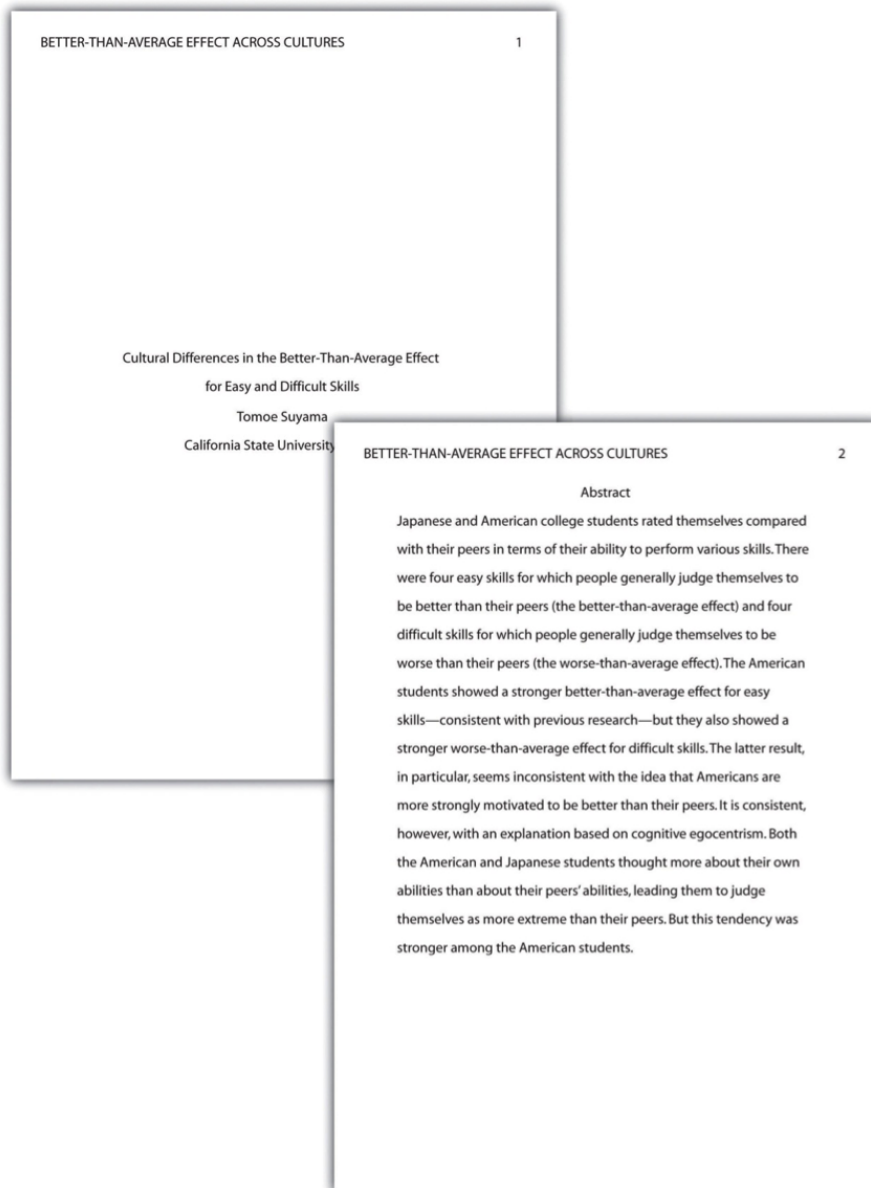 BETTER-THAN-AVERAGE EFFECT ACROSS CULTURES 1
Cultural Differences in the Better-Than-Average Effect
for Easy and Difficult Skills
Tomoe Suyama
California State University
BETTER-THAN-AVERAGE EFFECT ACROSS CULTURES 2
Abstract
Japanese and American college students rated themselves compared
with their peers in terms of their ability to perform various skills. There
were four easy skills for which people generally judge themselves to
be better than their peers (the better-than-average effect) and four
difficult skills for which people generally judge themselves to be
worse than their peers (the worse-than-average effect). The American
students showed a stronger better-than-average effect for easy
skills—consistent with previous research—but they also showed a
stronger worse-than-average effect for difficult skills. The latter result,
in particular, seems inconsistent with the idea that Americans are
more strongly motivated to be better than their peers. It is consistent,
however, with an explanation based on cognitive egocentrism. Both
the American and Japanese students thought more about their own
abilities than about their peers' abilities, leading them to judge
themselves as more extreme than their peers. But this tendency was
stronger among the American students.